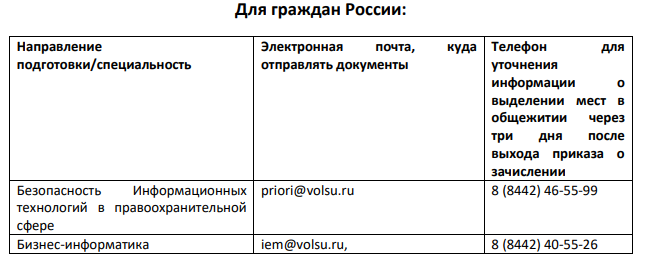 Для граждан России:
Направление подготовки/специальность
Электронная почта, куда отправлять документы
Телефон для уточнения информации о выделении мест в общежитии через три дня после выхода приказа о зачислении
Безопасность Информационных технологий в правоохранительной сфере
priori@volsu.ru
8 (8442) 46-55-99
Бизнес-информатика
iem@volsu.ru,
8 (8442) 40-55-26